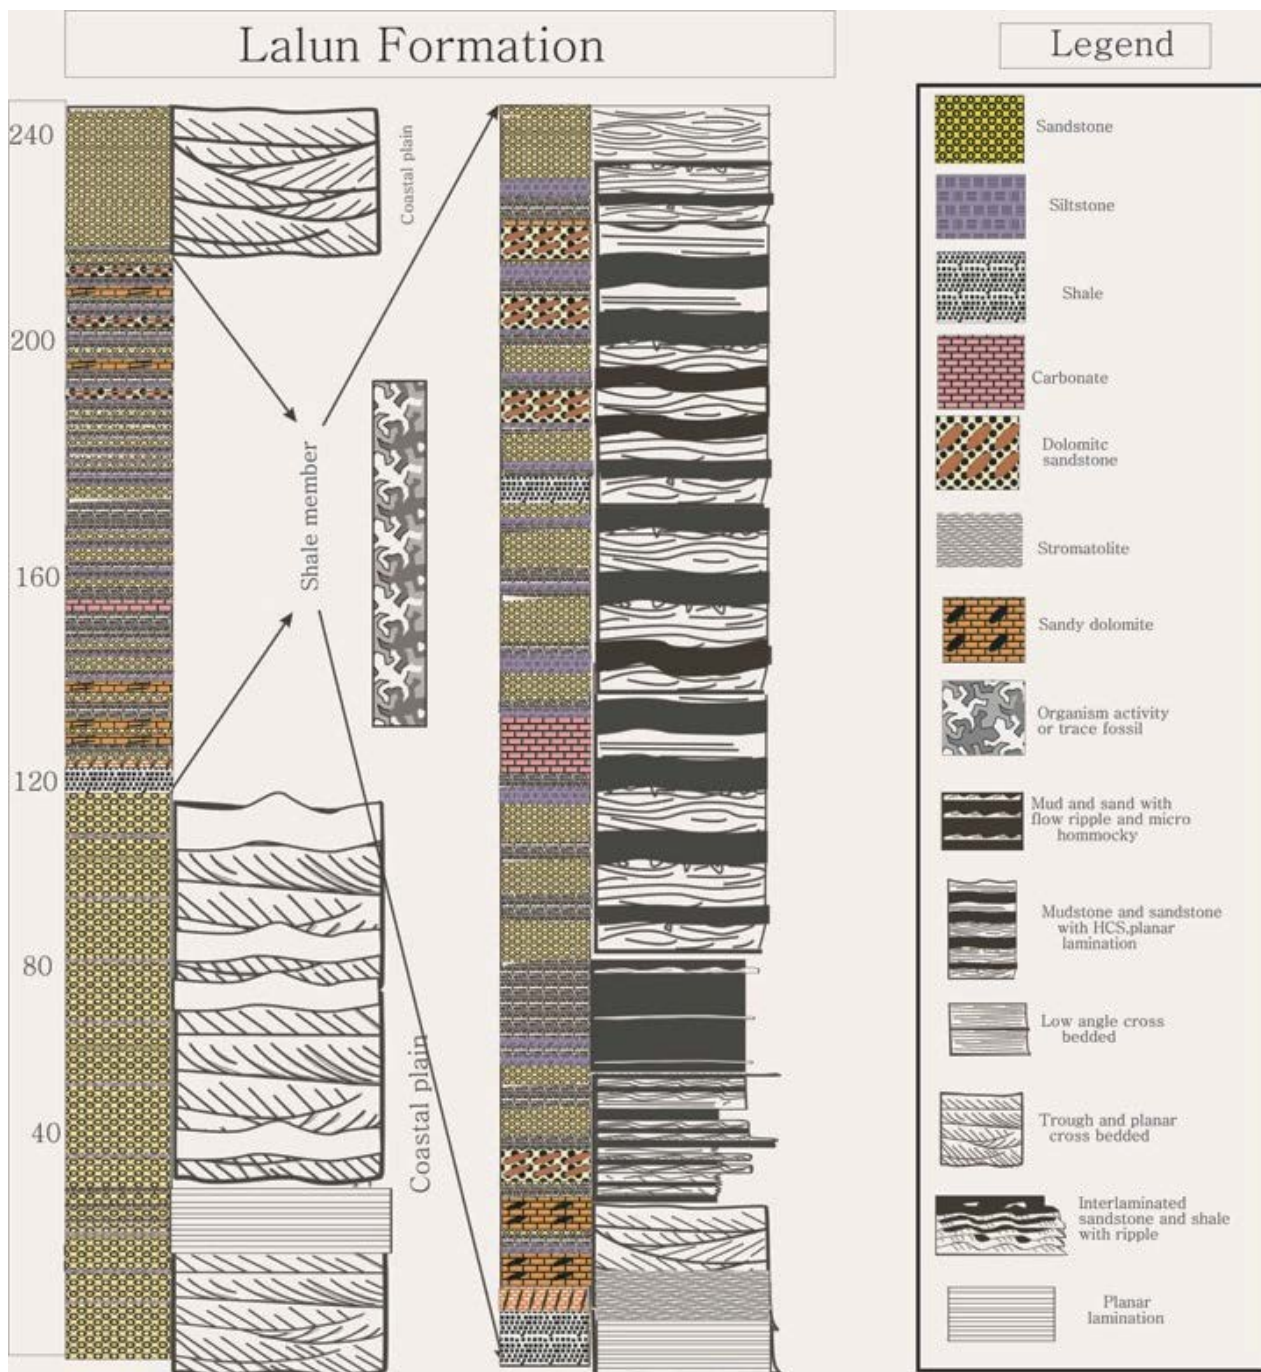 Lalun Formation
Legend
240
200
160
120
80
40
Coastal plain
Shale member
Coastal plain
Sandstone
Siltstone
Shale
Carbonate
Dolomitc
sandstone
Stromatolite
Sandy dolomite
Organism activity
or trace fossil
Mud and sand with
flow ripple and micro
hommocky
Mudstone and sandstone
with HCS,planar
lamination
Low angle cross
bedded
Trough and planar
cross bedded
Interlaminated
sandstone and shale
with ripple
Planar
lamination